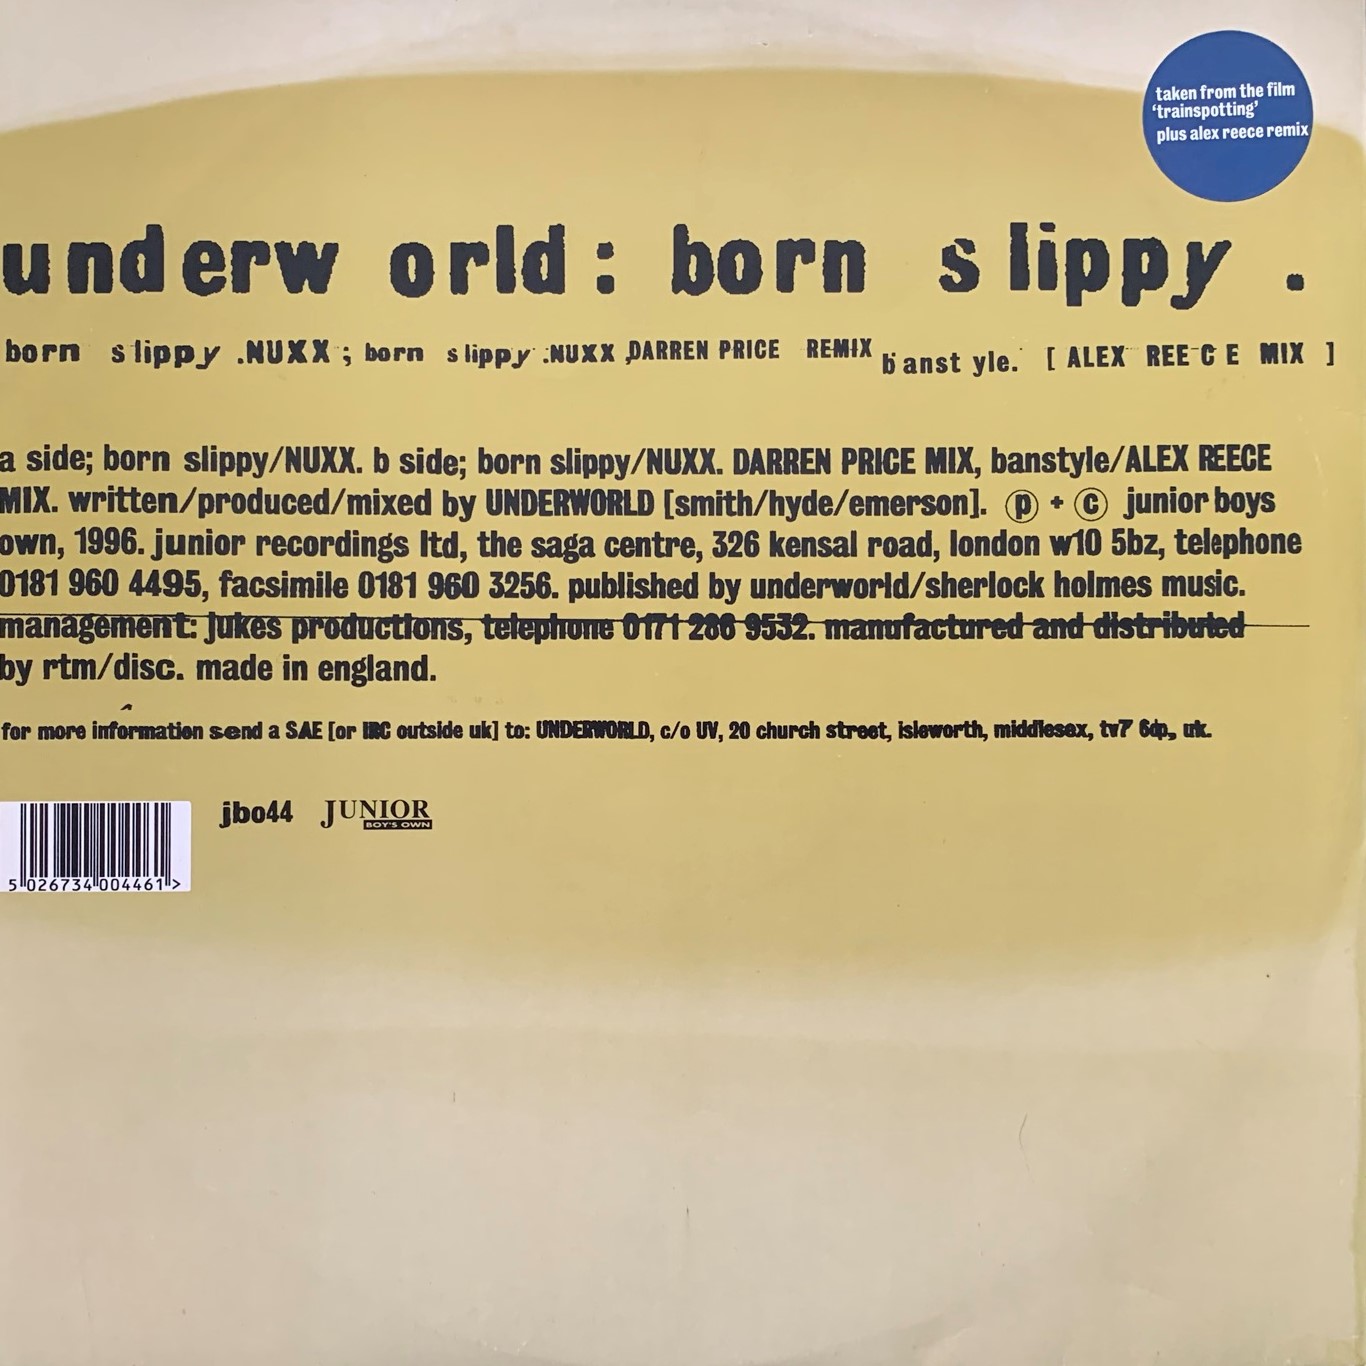 taken from the film
‘trainspotting’
plus alex reece remix
underw orld: born slippy .
born slippy .NUXX ; born slippy .NUXX ,DARREN PRICE REMIX banst yle. [ ALEX REECE MIX ]
a side; born slippy/NUXX. b side; born slippy/NUXX. DARREN PRICE MIX, banstyle/ALEX REECE
MIX. written/produced/mixed by UNDERWORLD [smith/hyde/emerson]. ⓟ + ⓒ junior boys
own, 1996. junior recordings ltd, the saga centre, 326 kensal road, london w10 5bz, telephone
0181 960 4495, facsimile 0181 960 3256. published by underworld/sherlock holmes music.
management: jukes productions, telephone 0171 286 9532. manufactured and distributed
by rtm/disc. made in england.
for more information send a SAE [or IRC outside uk] to: UNDERWORLD, c/o UV, 20 church street, isleworth, middlesex, tw7 6dp, uk.
jbo44 JUNIOR
BOY'S OWN
5 026734 004461 >